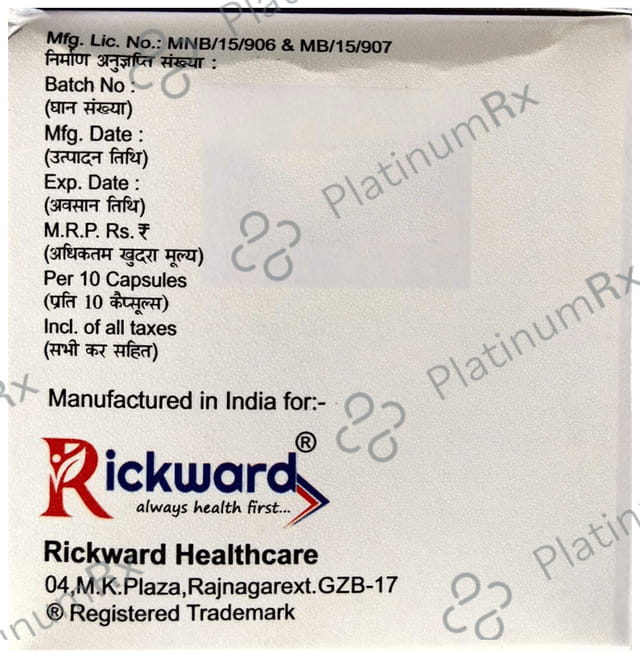 Mfg. Lic. No.: MNB/15/906 & MB/15/907
निर्माण अनुज्ञप्ति संख्या :
Batch No :
(घान संख्या)
Mfg. Date :
(उत्पादन तिथि)
Exp. Date :
(अवसान तिथि)
M.R.P. Rs. ₹
(अधिकतम खुदरा मूल्य)
Per 10 Capsules
(प्रति 10 कैप्सूल्स)
Incl. of all taxes
(सभी कर सहित)
Manufactured in India for:-
Rickward®
always health first...
Rickward Healthcare
04,M.K.Plaza,Rajnagarext.GZB-17
® Registered Trademark
PlatinumRx
PlatinumRx
PlatinumRx